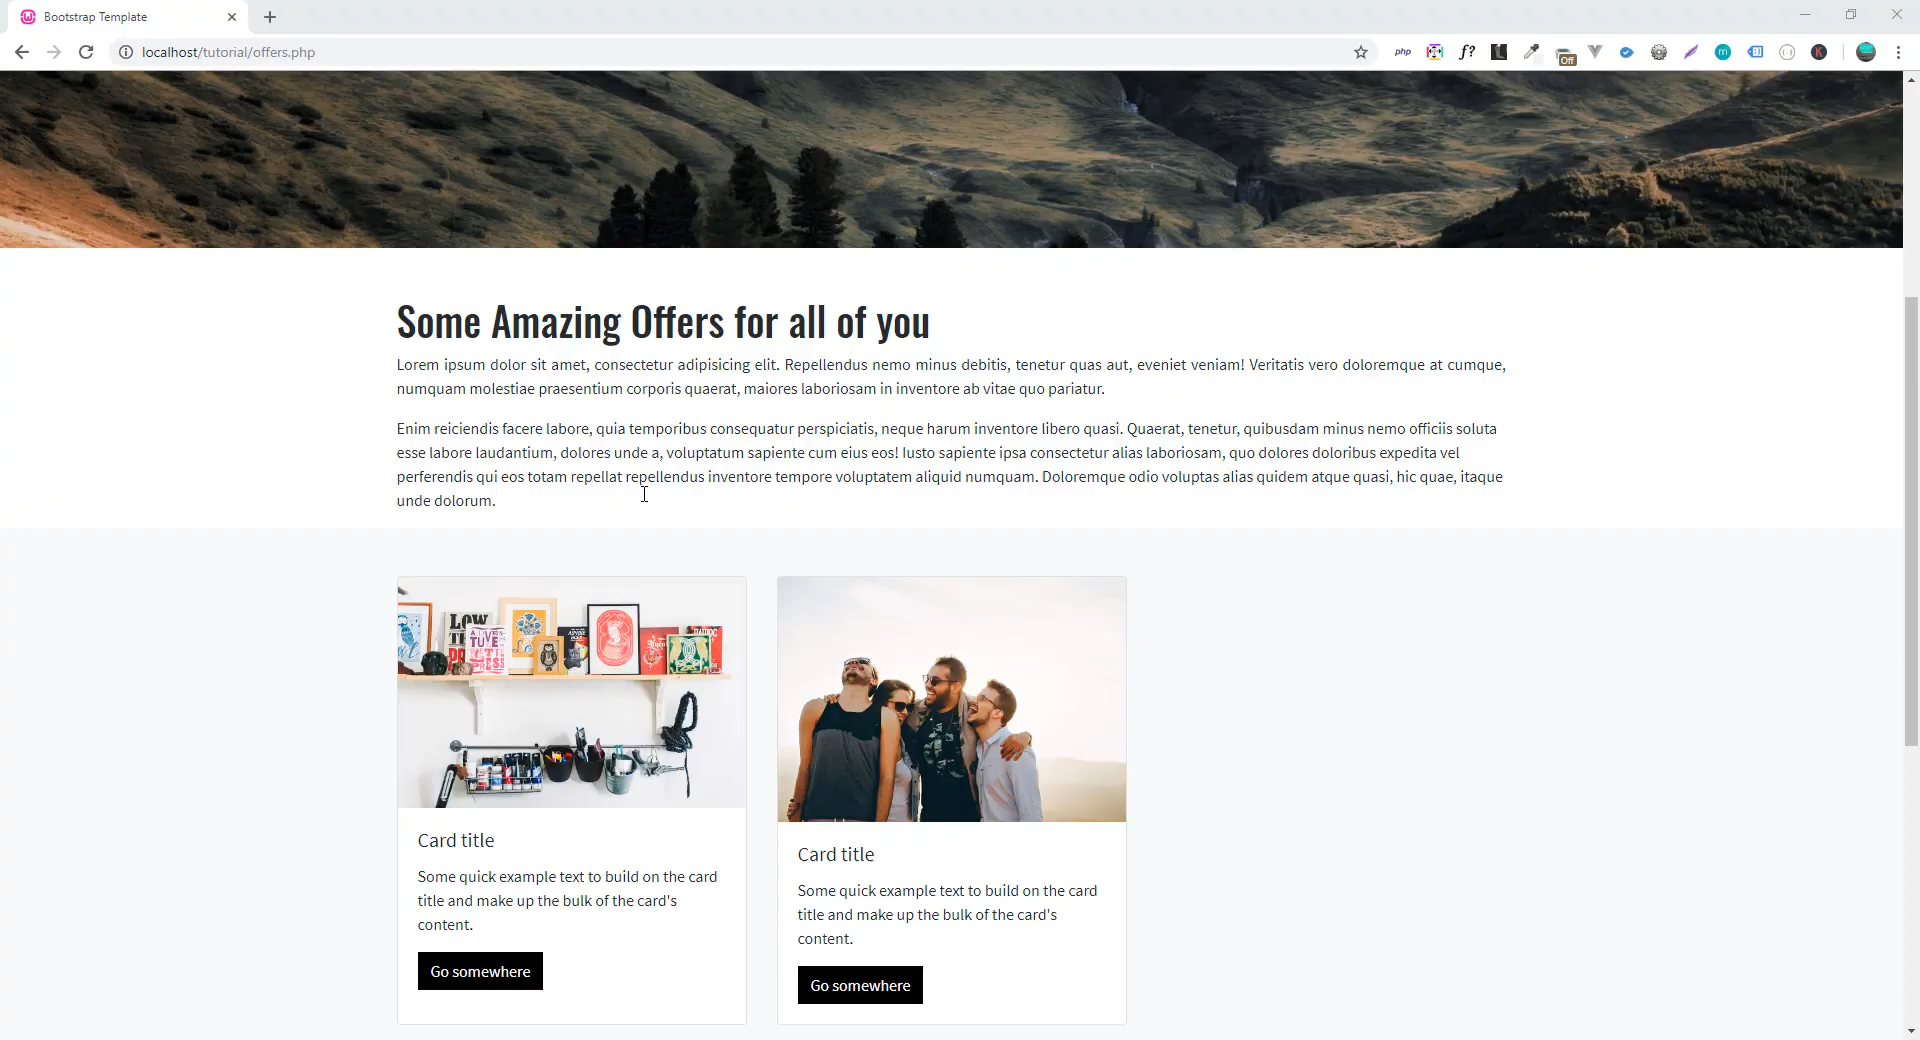 Bootstrap Template
localhost/tutorial/offers.php
php
f?
Off
m
Some Amazing Offers for all of you
Lorem ipsum dolor sit amet, consectetur adipisicing elit. Repellendus nemo minus debitis, tenetur quas aut, eveniet veniam! Veritatis vero doloremque at cumque,
numquam molestiae praesentium corporis quaerat, maiores laboriosam in inventore ab vitae quo pariatur.
Enim reiciendis facere labore, quia temporibus consequatur perspiciatis, neque harum inventore libero quasi. Quaerat, tenetur, quibusdam minus nemo officiis soluta
esse labore laudantium, dolores unde a, voluptatum sapiente cum eius eos! Iusto sapiente ipsa consectetur alias laboriosam, quo dolores doloribus expedita vel
perferendis qui eos totam repellat repellendus inventore tempore voluptatem aliquid numquam. Doloremque odio voluptas alias quidem atque quasi, hic quae, itaque
unde dolorum.
LOW
Card title
Some quick example text to build on the card
title and make up the bulk of the card's
content.
Go somewhere
Card title
Some quick example text to build on the card
title and make up the bulk of the card's
content.
Go somewhere